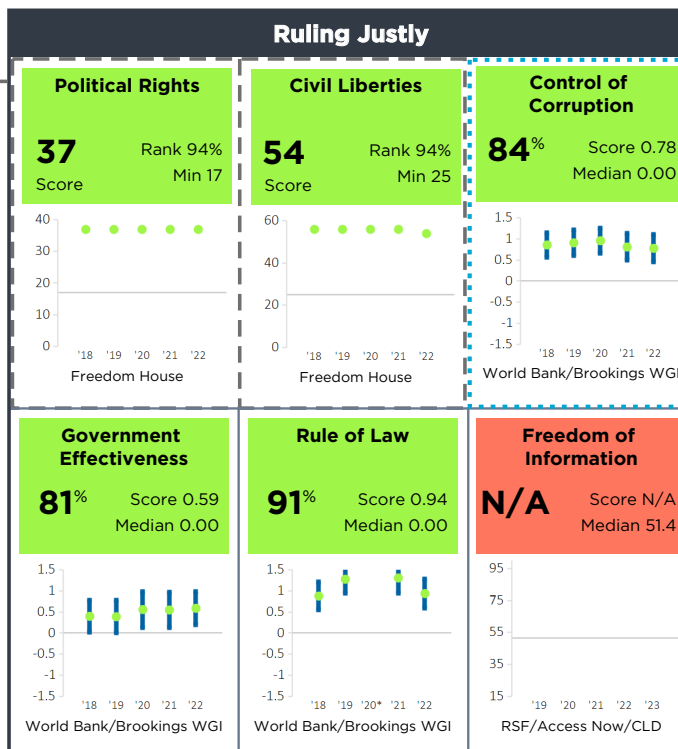 Ruling Justly
Political Rights
37
Score
Rank 94%
Min 17
40
30
20
10
0
'18 '19 '20 '21 '22
Freedom House
Civil Liberties
54
Score
Rank 94%
Min 25
60
40
20
0
'18 '19 '20 '21 '22
Freedom House
Control of
Corruption
84%
Score 0.78
Median 0.00
1.5
1
0.5
0
-0.5
-1
-1.5
'18 '19 '20 '21 '22
World Bank/Brookings WGI
Government
Effectiveness
81%
Score 0.59
Median 0.00
1.5
1
0.5
0
-0.5
-1
-1.5
'18 '19 '20 '21 '22
World Bank/Brookings WGI
Rule of Law
91%
Score 0.94
Median 0.00
1.5
1
0.5
0
-0.5
-1
-1.5
'18 '19 '20* '21 '22
World Bank/Brookings WGI
Freedom of
Information
N/A
Score N/A
Median 51.4
95
75
55
35
15
'19 '20 '21 '22 '23
RSF/Access Now/CLD